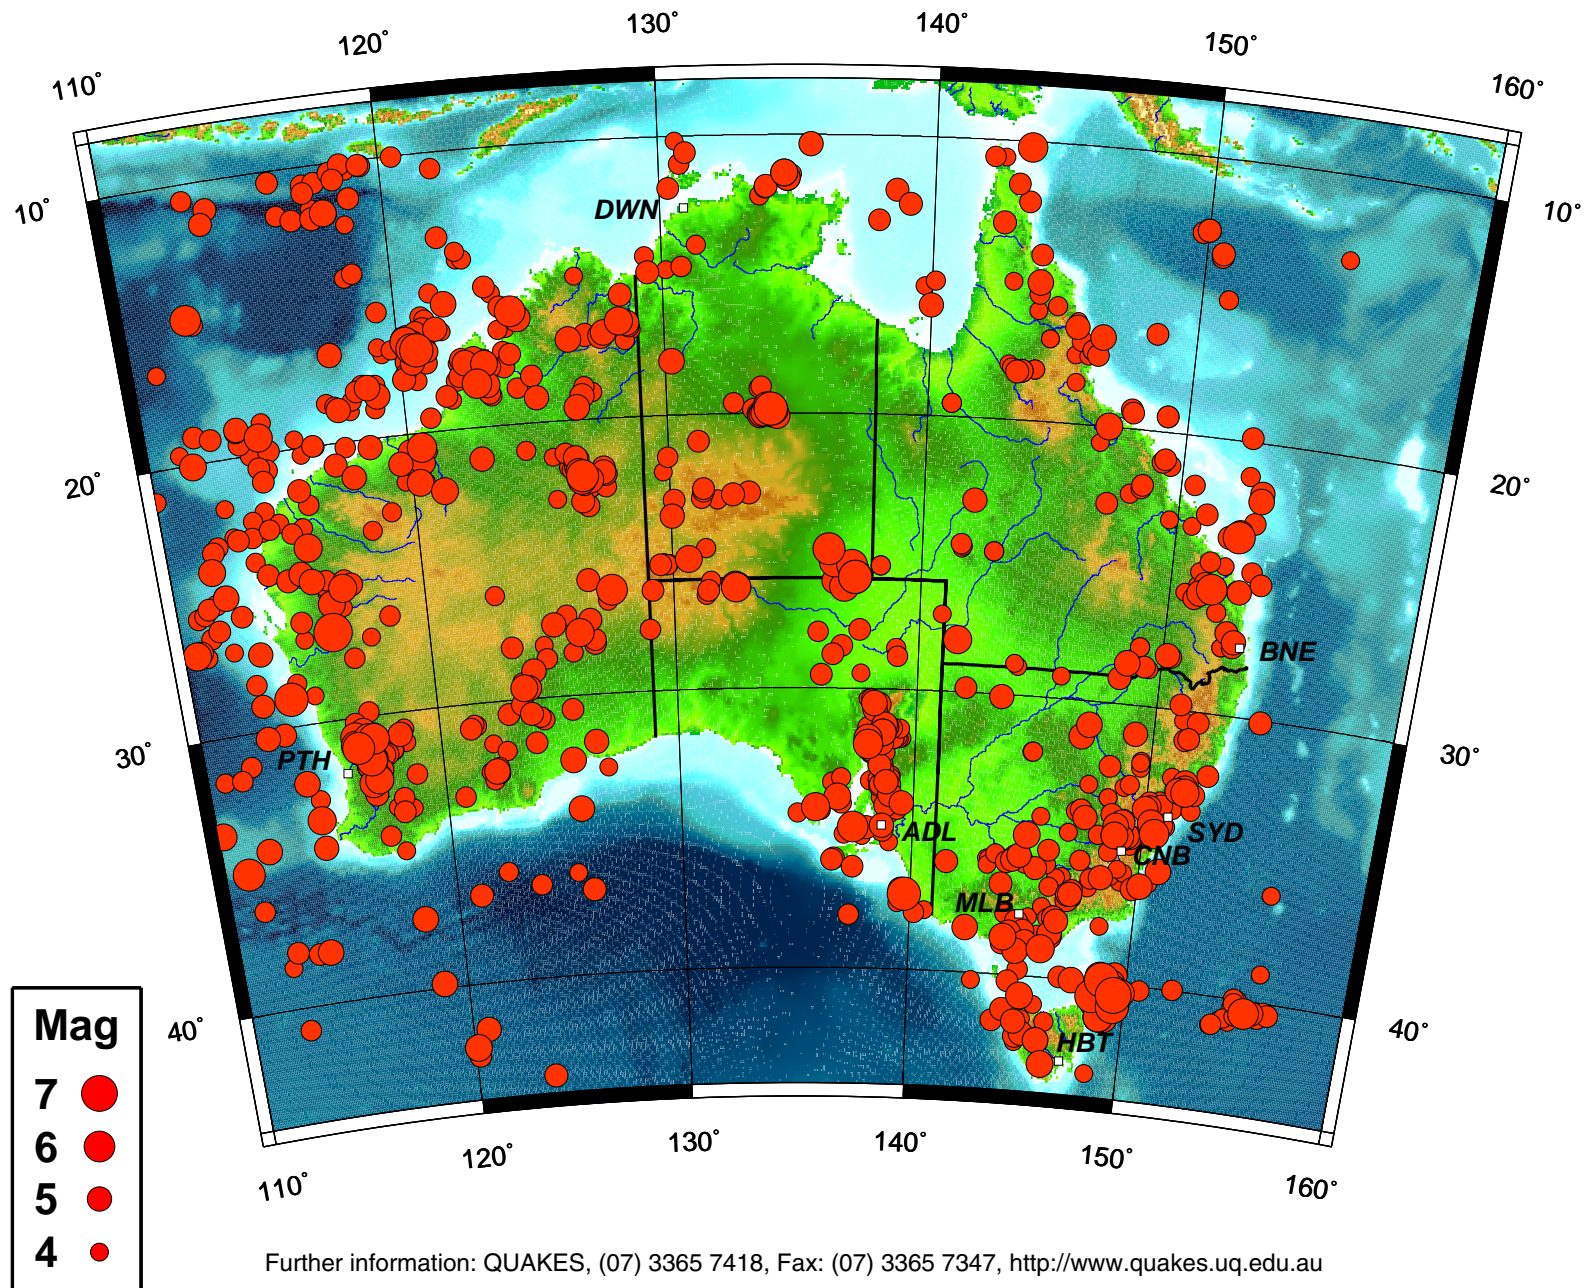 110°
120°
130°
140°
150°
160°
10°
10°
DWN
20°
20°
BNE
30°
30°
PTH
ADL
SYD
CNB
MLB
40°
40°
HBT
110°
120°
130°
140°
150°
160°
Mag
7
6
5
4
Further information: QUAKES, (07) 3365 7418, Fax: (07) 3365 7347, http://www.quakes.uq.edu.au